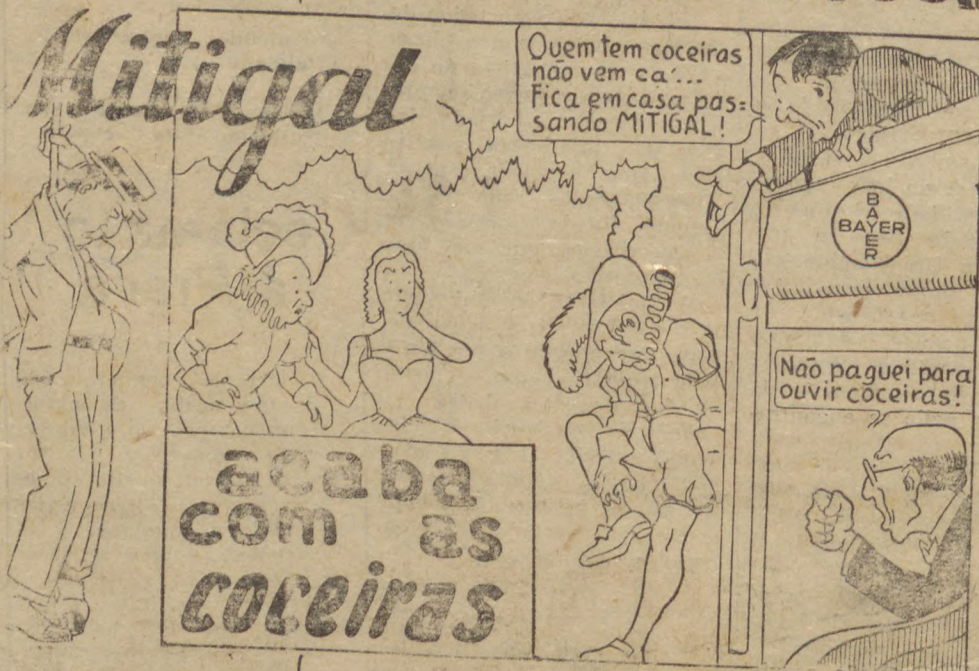 Mitigal
Quem tem coceiras
não vem ca'...
Fica em casa pas=
sando MITIGAL!
BAYER
BAYER
Não paguei para
ouvir coceiras!
acaba
com as
coceiras